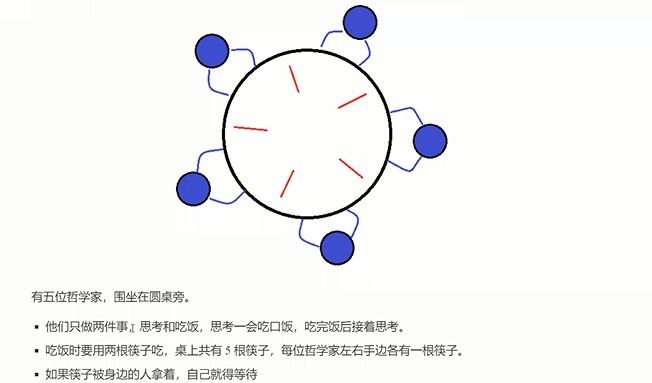 有五位哲学家，围坐在圆桌旁。
他们只做两件事，思考和吃饭，思考一会吃口饭，吃完饭后接着思考。
吃饭时要用两根筷子吃，桌上共有 5 根筷子，每位哲学家左右手边各有一根筷子。
如果筷子被身边的人拿着，自己就得等待